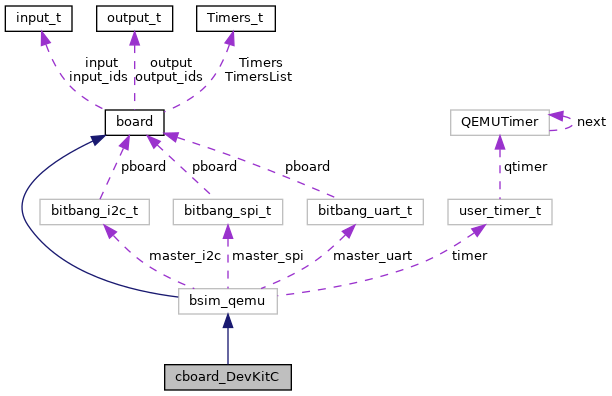 input_t
output_t
Timers_t
input
input_ids
output
output_ids
Timers
TimersList
board
QEMUTimer
next
pboard
pboard
pboard
qtimer
bitbang_i2c_t
bitbang_spi_t
bitbang_uart_t
user_timer_t
master_i2c
master_spi
master_uart
timer
bsim_qemu
cboard_DevKitC